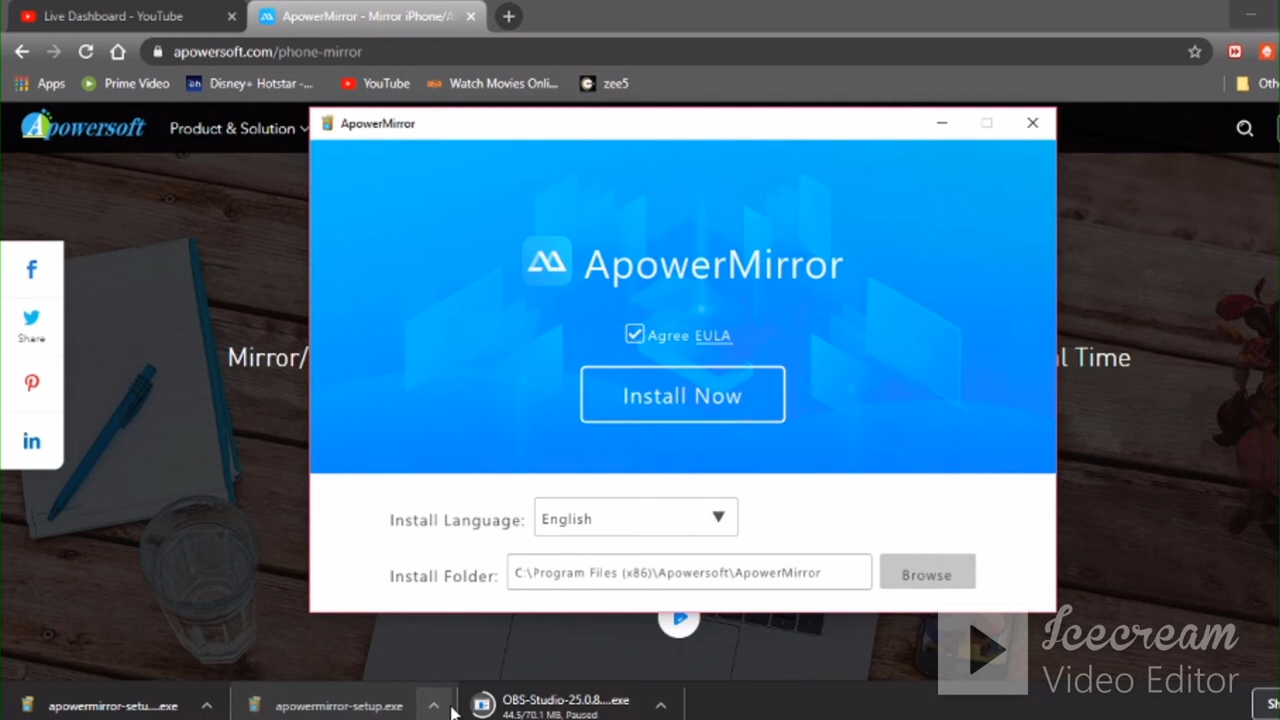 Live Dashboard - YouTube
ApowerMirror - Mirror iPhone/A
apowersoft.com/phone-mirror
Apps
Prime Video
Disney+ Hotstar -...
YouTube
Watch Movies Onli...
zee5
Oth
Apowersoft
Product & Solution
ApowerMirror
ApowerMirror
Agree EULA
Install Now
Share
Mirror/
l Time
Install Language: English
Install Folder: C:\Program Files (x86)\Apowersoft\ApowerMirror
Browse
Icecream
Video Editor
apowermirror-setu....exe
apowermirror-setup.exe
OBS-Studio-25.0.8....exe
44.5/70.1 MB, Paused